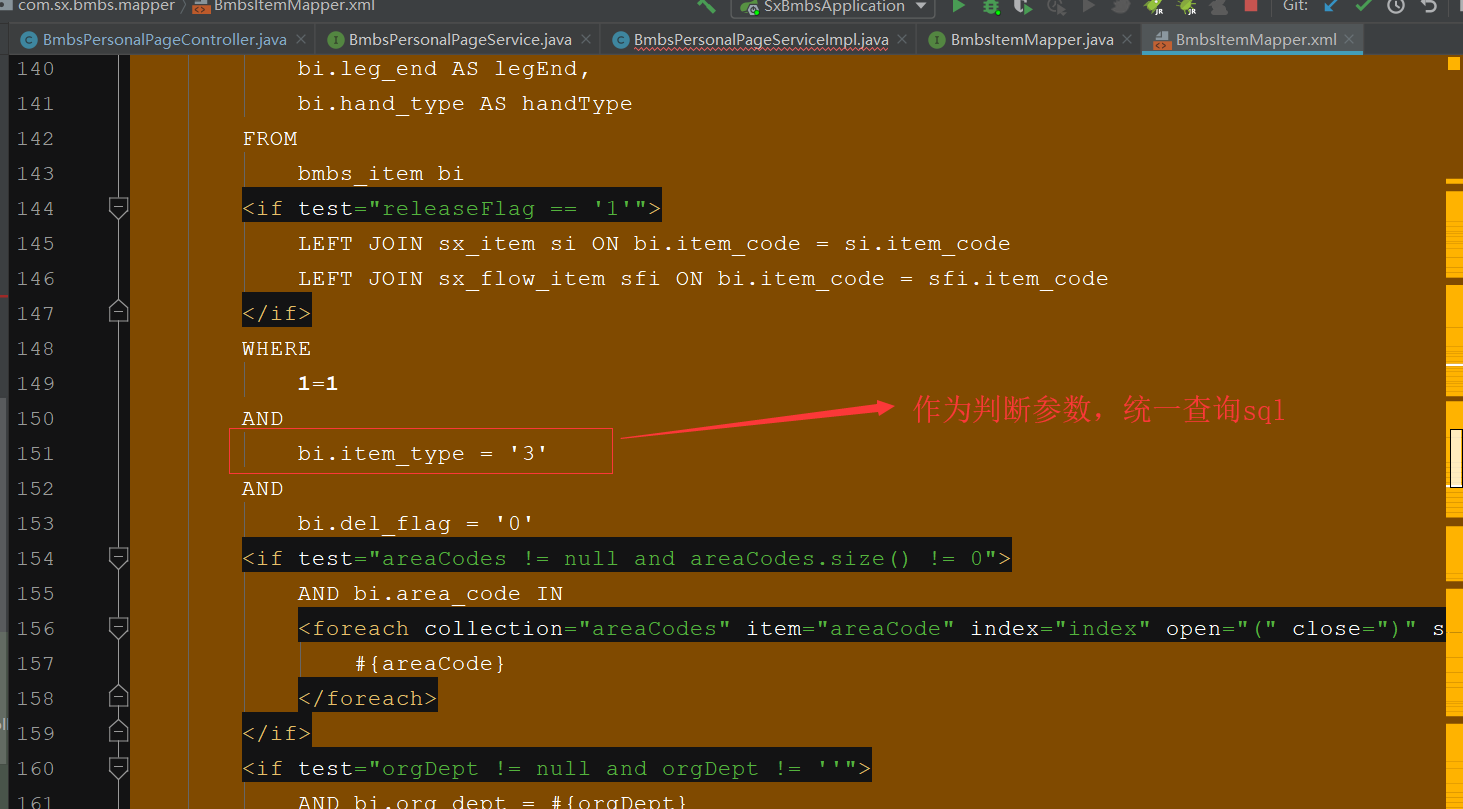 com.sx.bmbs.mapper BmbsItemMapper.xml SxBmbsApplication Git:
BmbsPersonalPageController.java BmbsPersonalPageService.java BmbsPersonalPageServiceImpl.java BmbsItemMapper.java BmbsItemMapper.xml
140 bi.leg_end AS legEnd,
141 bi.hand_type AS handType
142 FROM
143 bmbs_item bi
144 <if test="releaseFlag == '1'">
145 LEFT JOIN sx_item si ON bi.item_code = si.item_code
146 LEFT JOIN sx_flow_item sfi ON bi.item_code = sfi.item_code
147 </if>
148 WHERE
149 1=1
150 AND
作为判断参数，统一查询sql
151 bi.item_type = '3'
152 AND
153 bi.del_flag = '0'
154 <if test="areaCodes != null and areaCodes.size() != 0">
155 AND bi.area_code IN
156 <foreach collection="areaCodes" item="areaCode" index="index" open="(" close=")" s
157 #{areaCode}
158 </foreach>
159 </if>
160 <if test="orgDept != null and orgDept != ''">
161 AND bi.org_dept = #{orgDept}